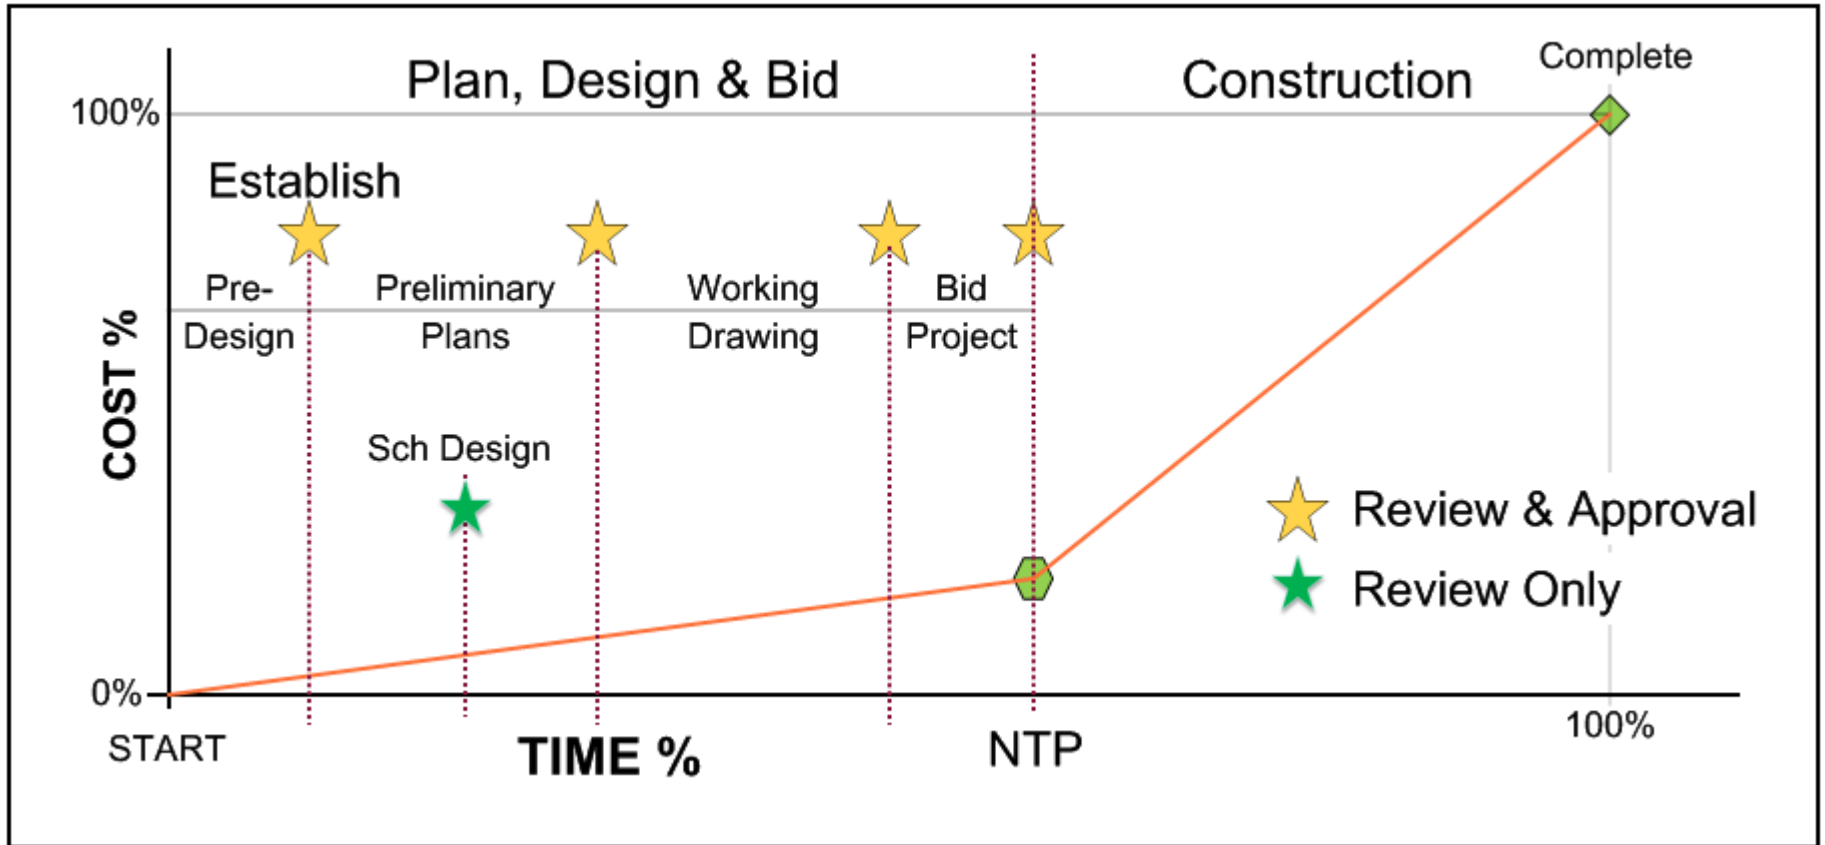 Plan, Design & Bid
Construction
Complete
100%
Establish
Pre-
Design
Preliminary
Plans
Working
Drawing
Bid
Project
COST %
Sch Design
Review & Approval
Review Only
0%
START
TIME %
NTP
100%